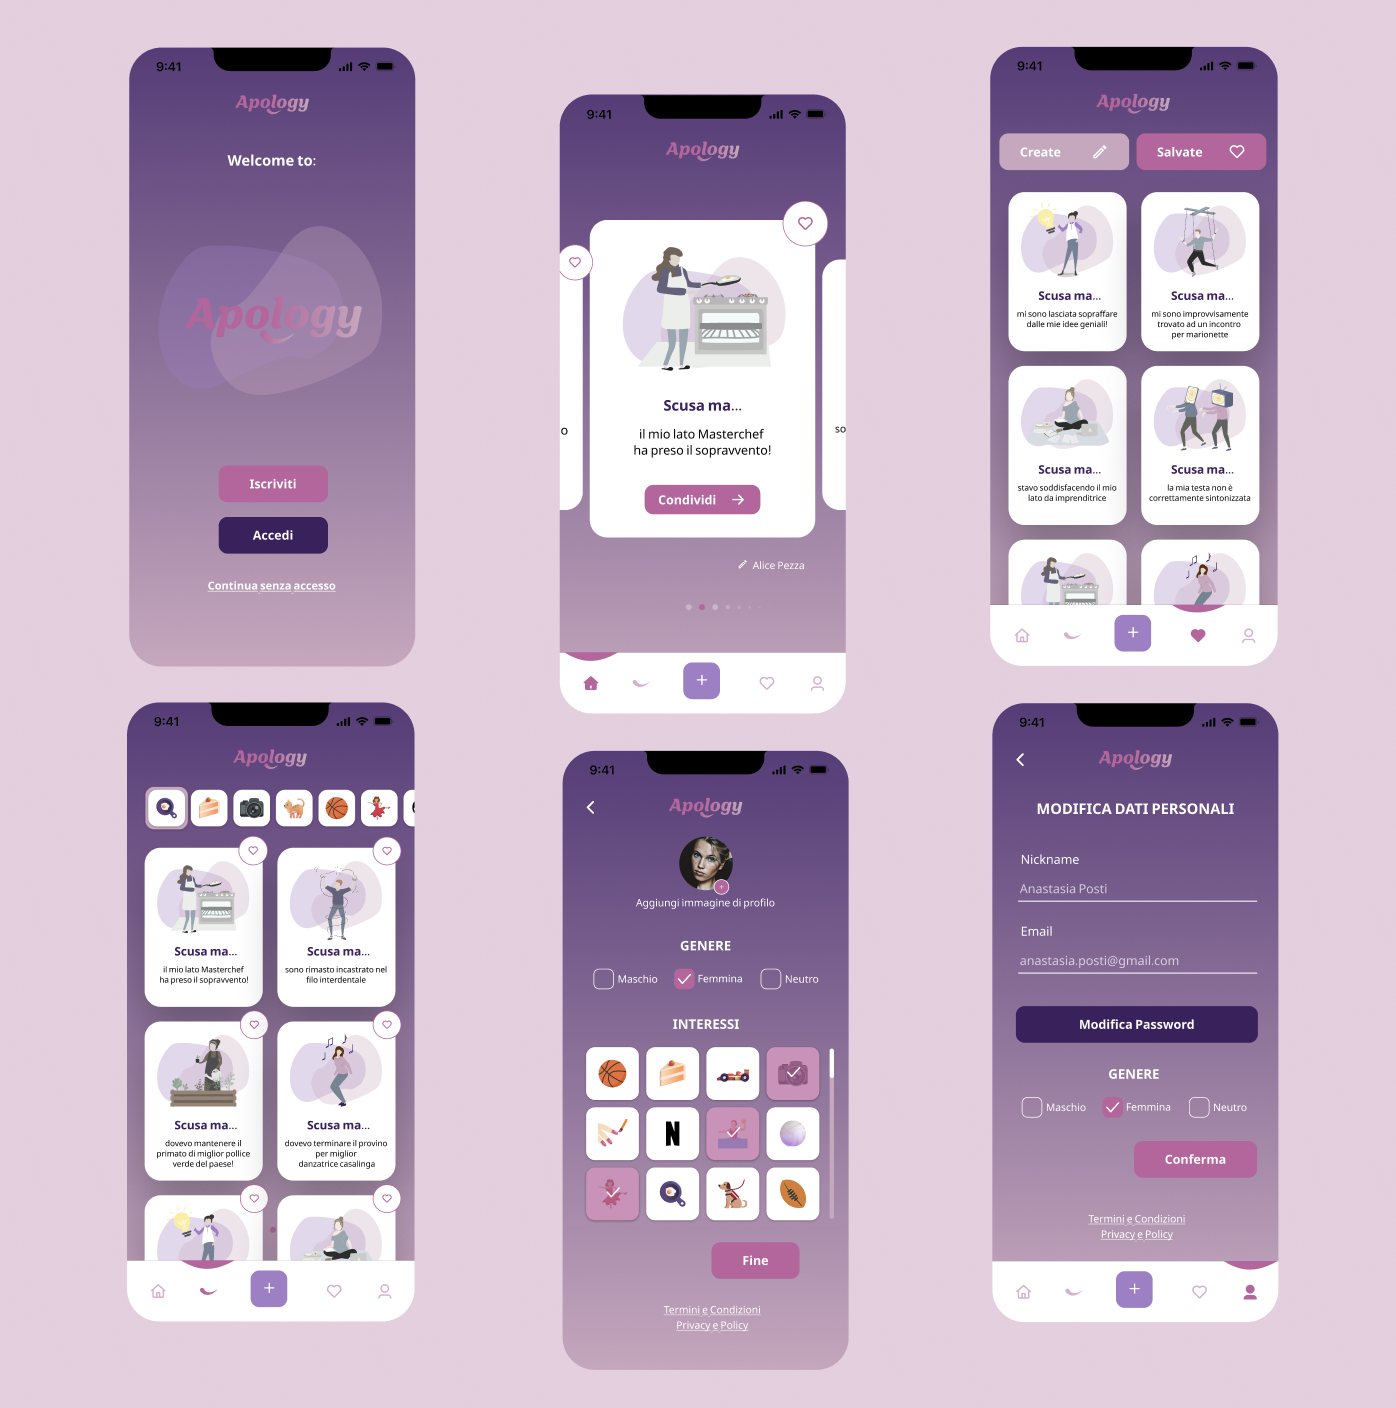 9:41
Apology
Welcome to:
Apology
Iscriviti
Accedi
Continua senza accesso
9:41
Apology
o
Scusa ma...
il mio lato Masterchef
ha preso il sopravvento!
Condividi
so
Alice Pezza
+
9:41
Apology
Create
Salvate
Scusa ma...
mi sono lasciata sopraffare
dalle mie idee geniali!
Scusa ma...
mi sono improvvisamente
trovato ad un incontro
per marionette
Scusa ma...
stavo soddisfacendo il mio
lato da imprenditrice
Scusa ma...
la mia testa non è
correttamente sintonizzata
+
9:41
Apology
Scusa ma...
il mio lato Masterchef
ha preso il sopravvento!
Scusa ma...
sono rimasto incastrato nel
filo interdentale
Scusa ma...
dovevo mantenere il
primato di miglior pollice
verde del paese!
Scusa ma...
dovevo terminare il provino
per miglior
danzatrice casalinga
+
9:41
Apology
+
Aggiungi immagine di profilo
GENERE
Maschio
Femmina
Neutro
INTERESSI
N
Fine
Termini e Condizioni
Privacy e Policy
9:41
Apology
MODIFICA DATI PERSONALI
Nickname
Anastasia Posti
Email
anastasia.posti@gmail.com
Modifica Password
GENERE
Maschio
Femmina
Neutro
Conferma
Termini e Condizioni
Privacy e Policy
+